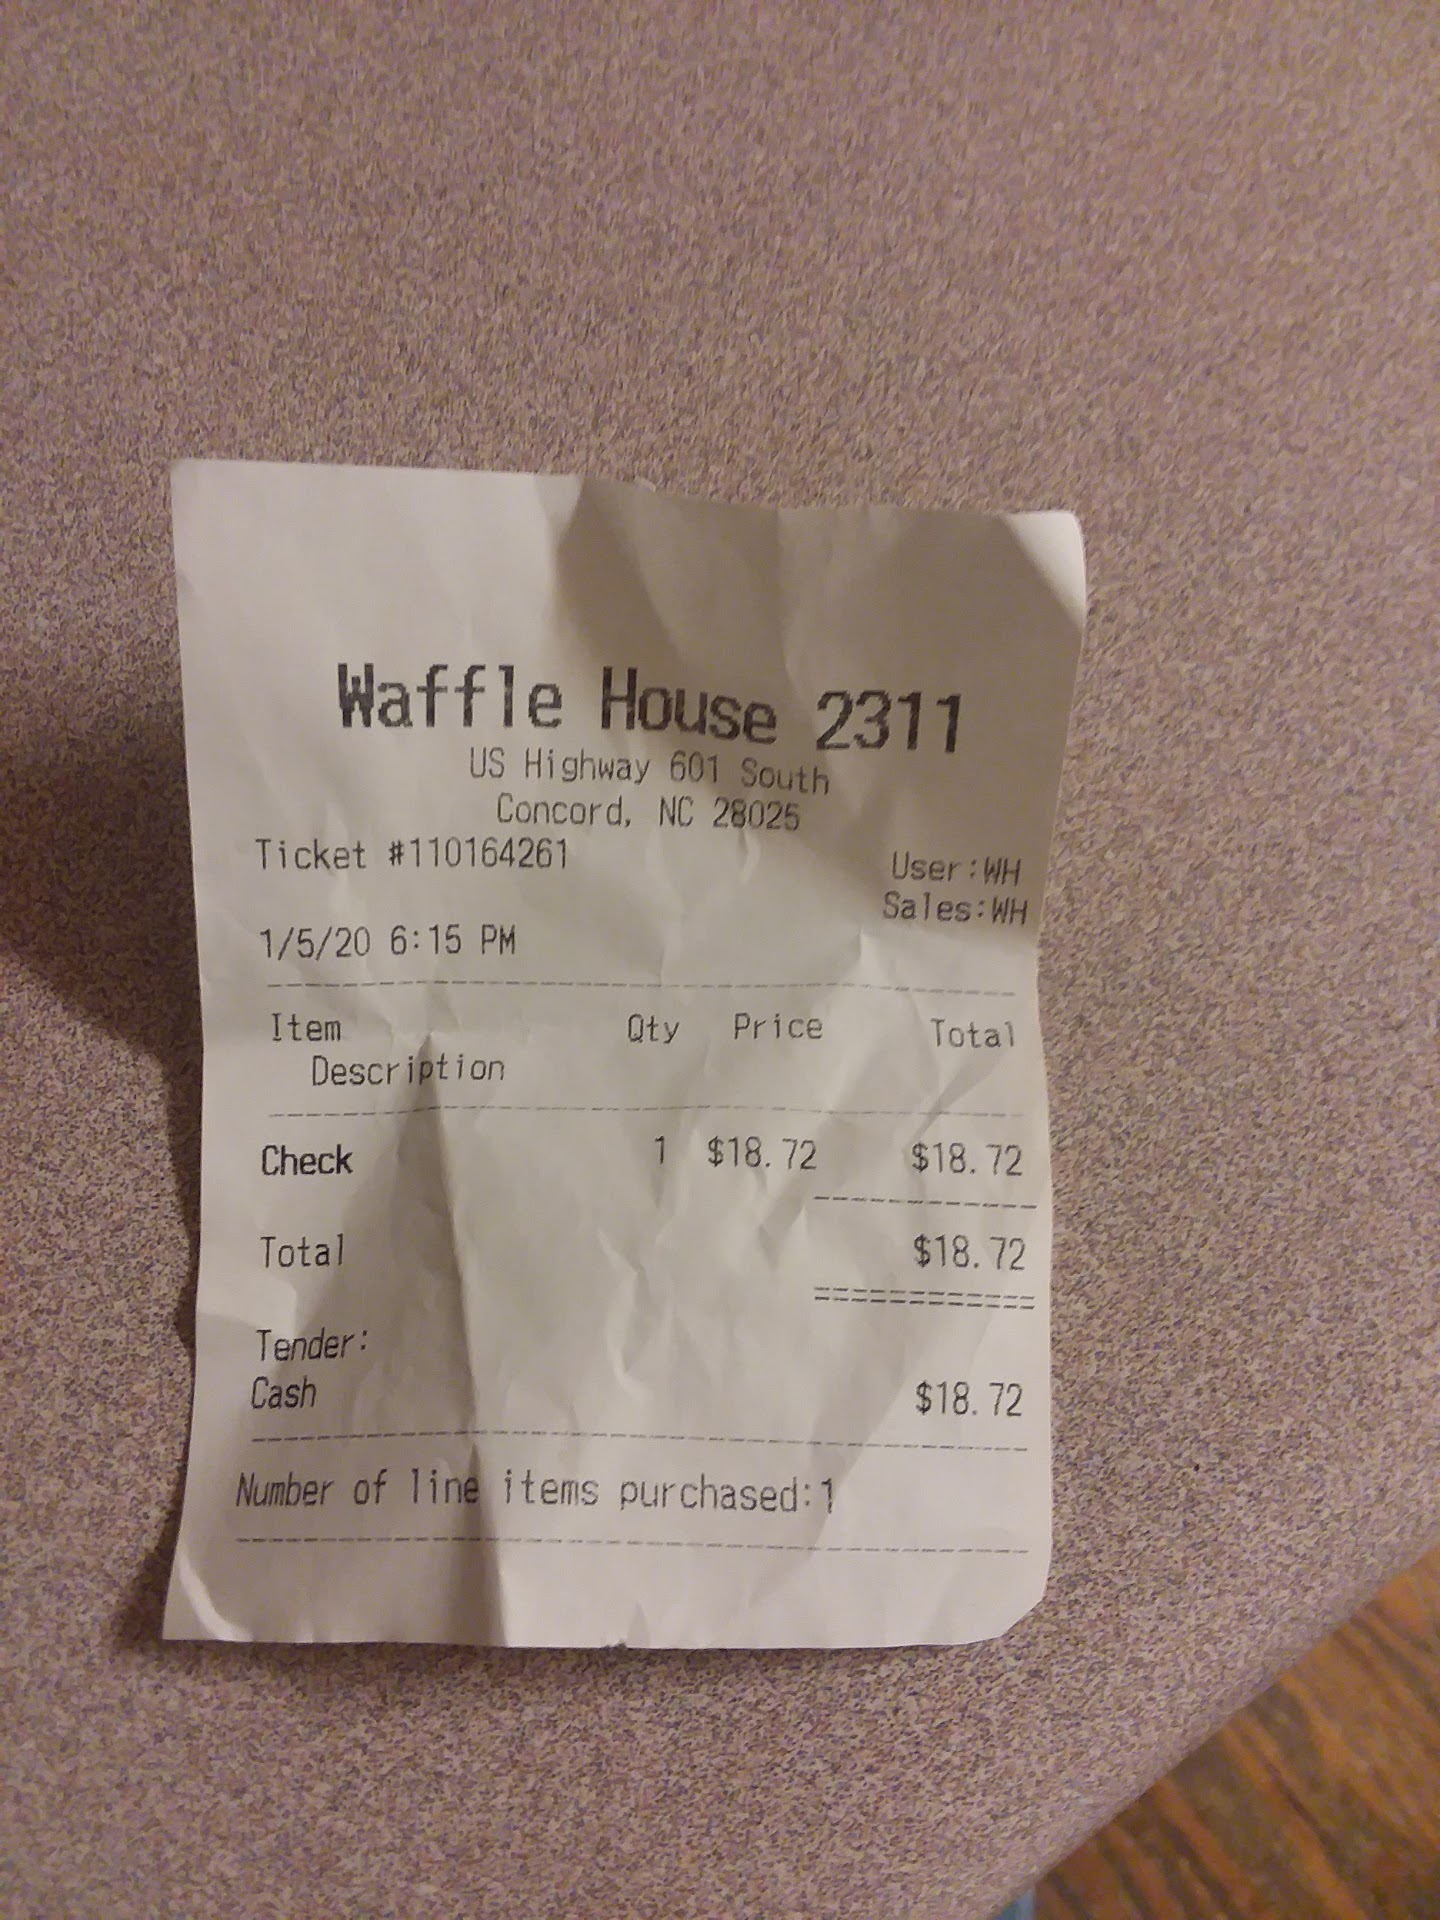 Waffle House 2311
US Highway 601 South
Concord, NC 28025
Ticket #110164261
User:WH
Sales:WH
1/5/20 6:15 PM
Item Qty Price Total
Description
Check 1 $18.72 $18.72
Total $18.72
Tender:
Cash $18.72
Number of line items purchased:1